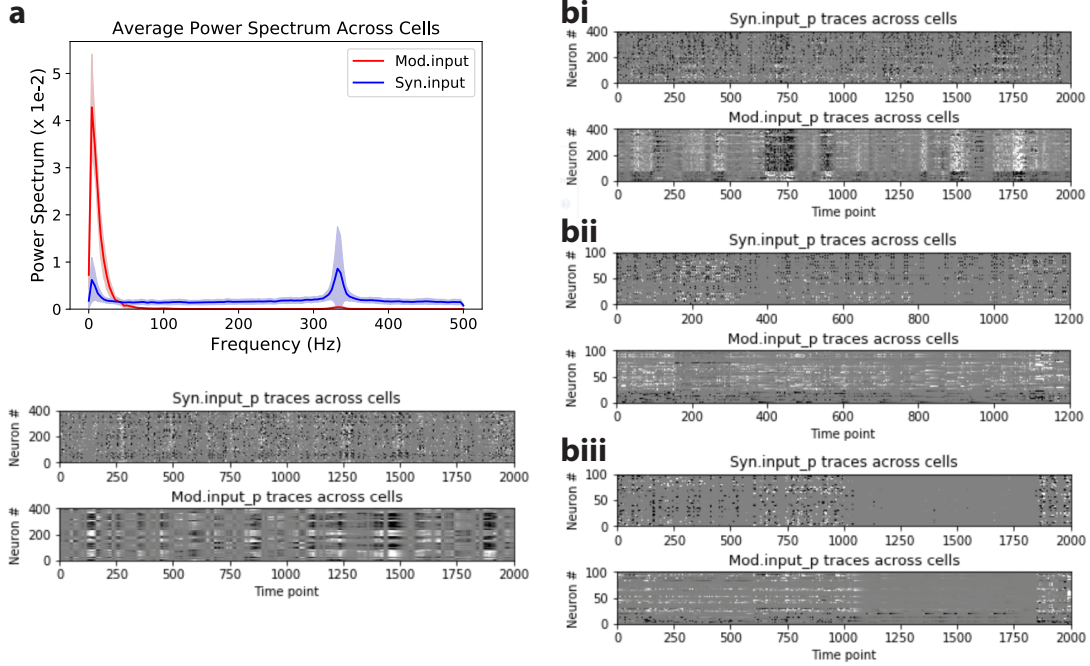 a
Average Power Spectrum Across Cells
Mod.input
Syn.input
Power Spectrum (x 1e-2)
5
4
3
2
1
0
0 100 200 300 400 500
Frequency (Hz)
Syn.input_p traces across cells
Neuron #
400
200
0
0 250 500 750 1000 1250 1500 1750 2000
Mod.input_p traces across cells
Neuron #
400
200
0
0 250 500 750 1000 1250 1500 1750 2000
Time point
bi
Syn.input_p traces across cells
Neuron #
400
200
0
0 250 500 750 1000 1250 1500 1750 2000
Mod.input_p traces across cells
Neuron #
400
200
0
0 250 500 750 1000 1250 1500 1750 2000
Time point
bii
Syn.input_p traces across cells
Neuron #
100
50
0
200 400 600 800 1000 1200
Mod.input_p traces across cells
Neuron #
100
50
0
0 200 400 600 800 1000 1200
Time point
biii
Syn.input_p traces across cells
Neuron #
100
50
0
0 250 500 750 1000 1250 1500 1750 2000
Mod.input_p traces across cells
Neuron #
100
50
0
0 250 500 750 1000 1250 1500 1750 2000
Time point